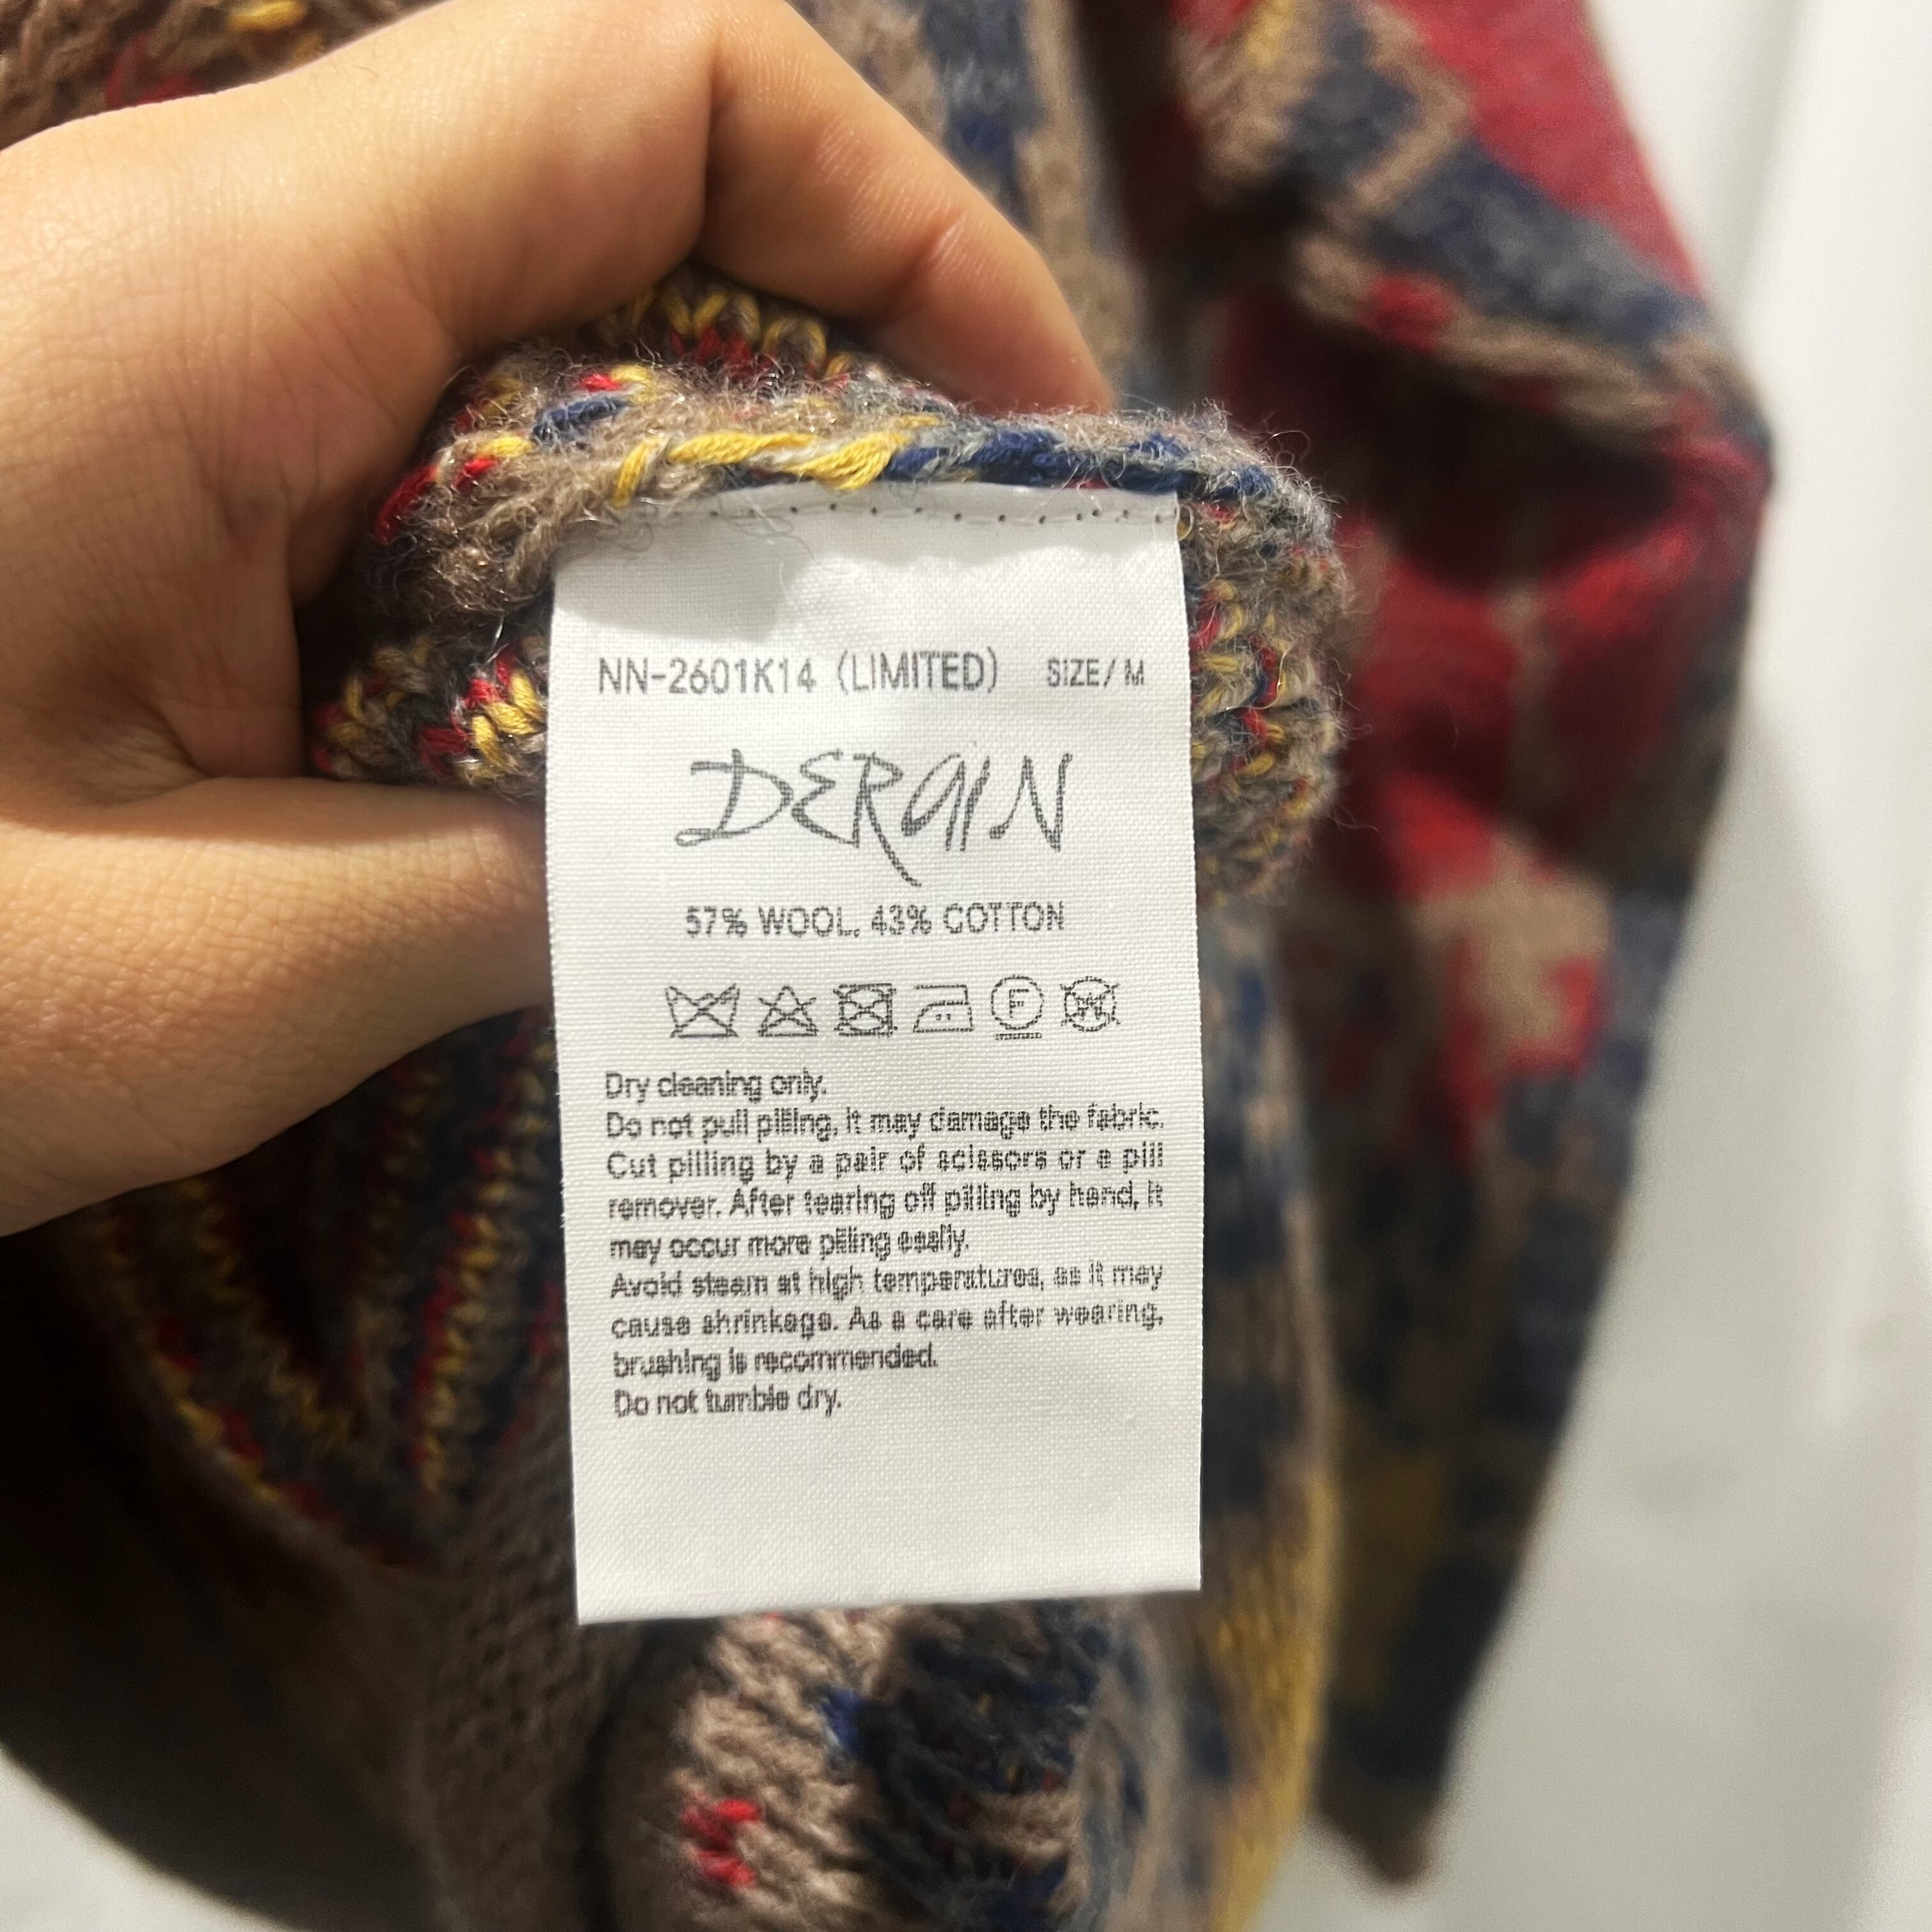 NN-2601K14 (LIMITED) SIZE/M
DERAIN
57% WOOL, 43% COTTON
F W
Dry cleaning only.
Do not pull pilling, it may damage the fabric.
Cut pilling by a pair of scissors or a pill
remover. After tearing off pilling by hand, it
may occur more pilling easily.
Avoid steam at high temperatures, as it may
cause shrinkage. As a care after wearing,
brushing is recommended.
Do not tumble dry.